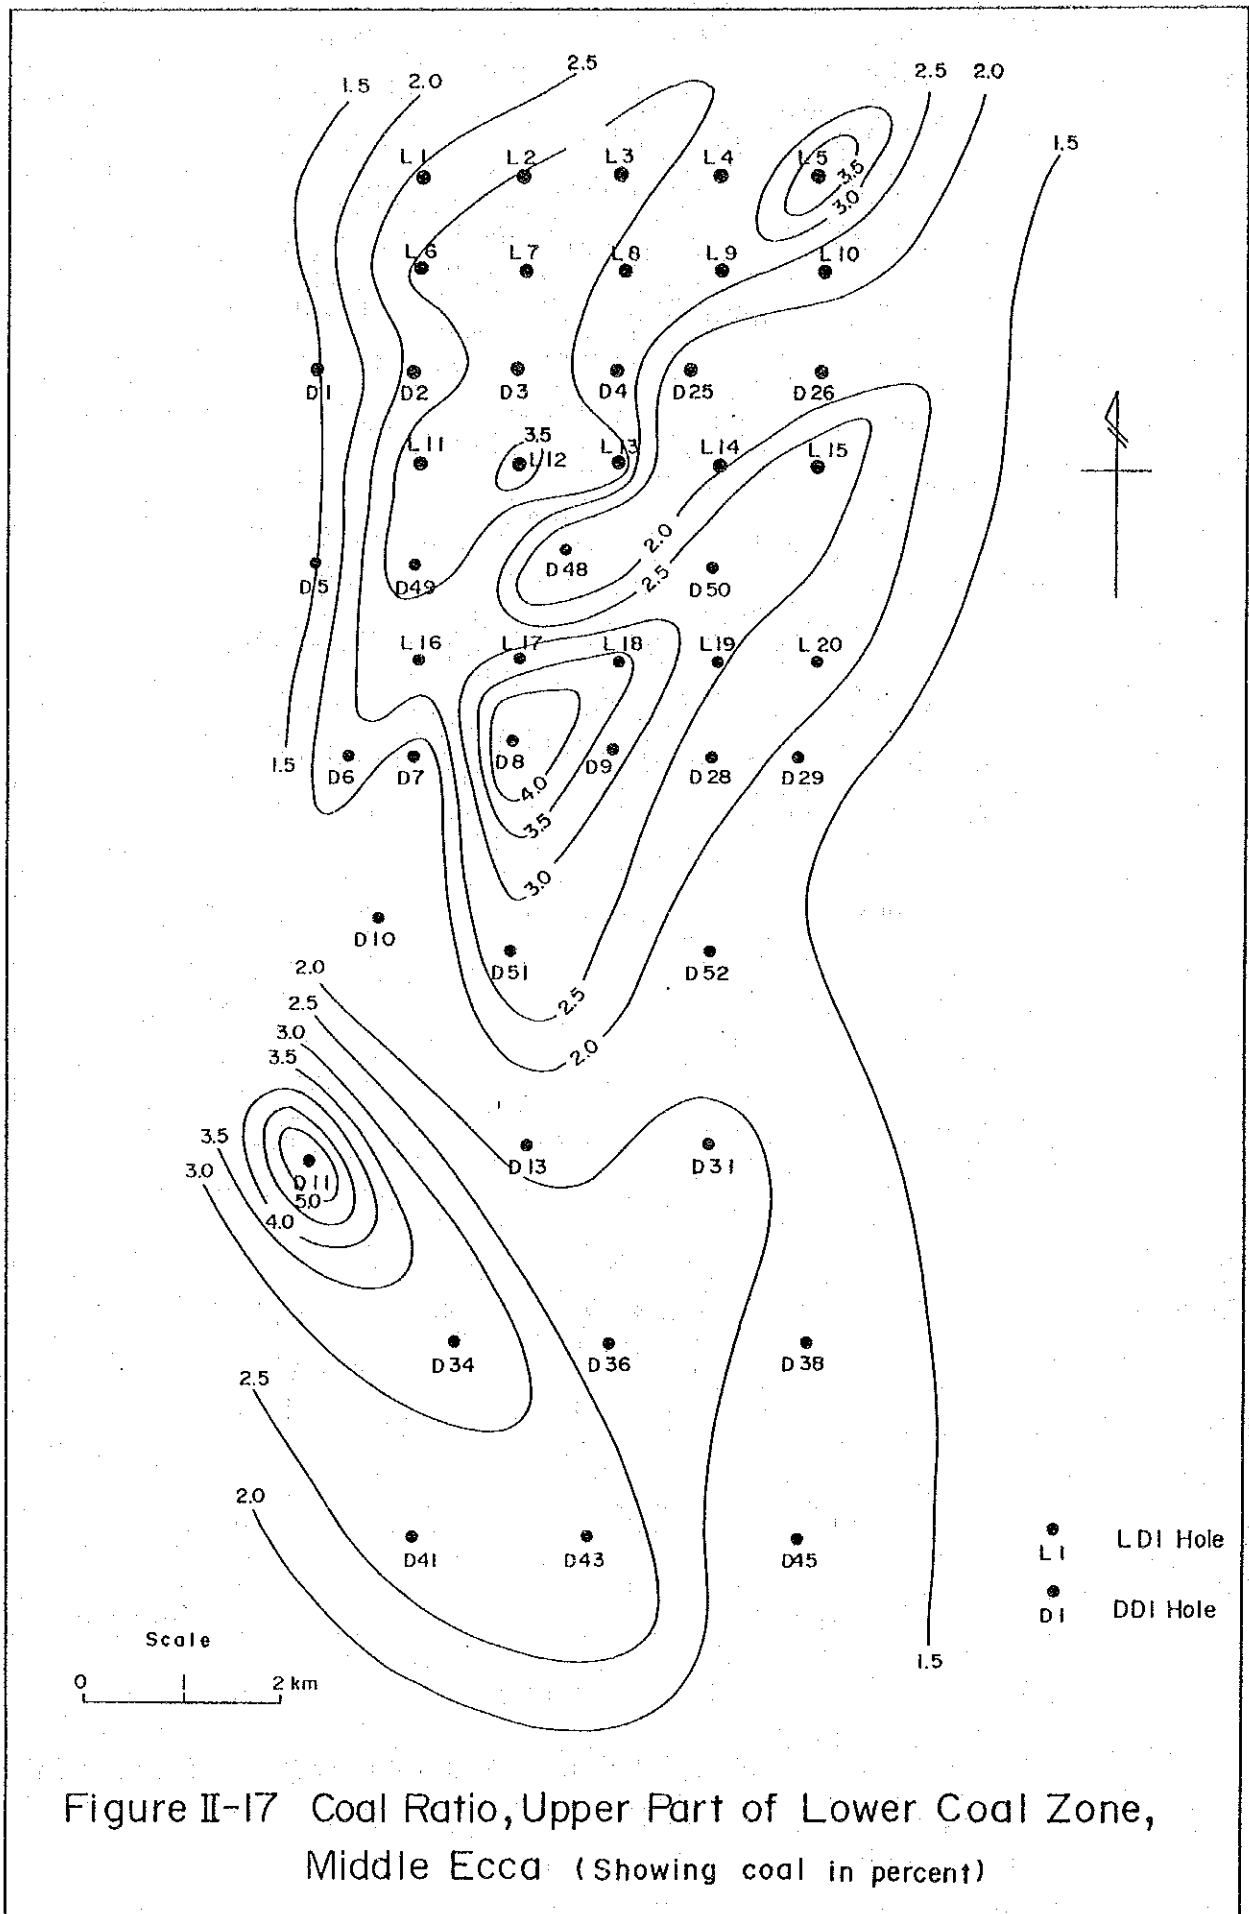 1.5 2.0 2.5 2.5 2.0
1.5
L1 L2 L3 L4 L5
3.5
3.0
L6 L7 L8 L9 L10
D1 D2 D3 D4 D25 D26
3.5
L11 L12 L13 L14 L15
2.0
2.5
D5 D49 D48 D50
L16 L17 L18 L19 L20
1.5 D6 D7 D8 D9 D28 D29
4.0
3.5
3.0
D10
D51 D52
2.0
2.5
2.5
3.0
2.0
3.5
3.5
3.0
D13 D31
D11
5.0
4.0
D34 D36 D38
2.5
2.0
D41 D43 D45
L1 LDI Hole
D1 DDI Hole
1.5
Scale
0 1 2 km
Figure II-17 Coal Ratio, Upper Part of Lower Coal Zone,
Middle Ecca (Showing coal in percent)